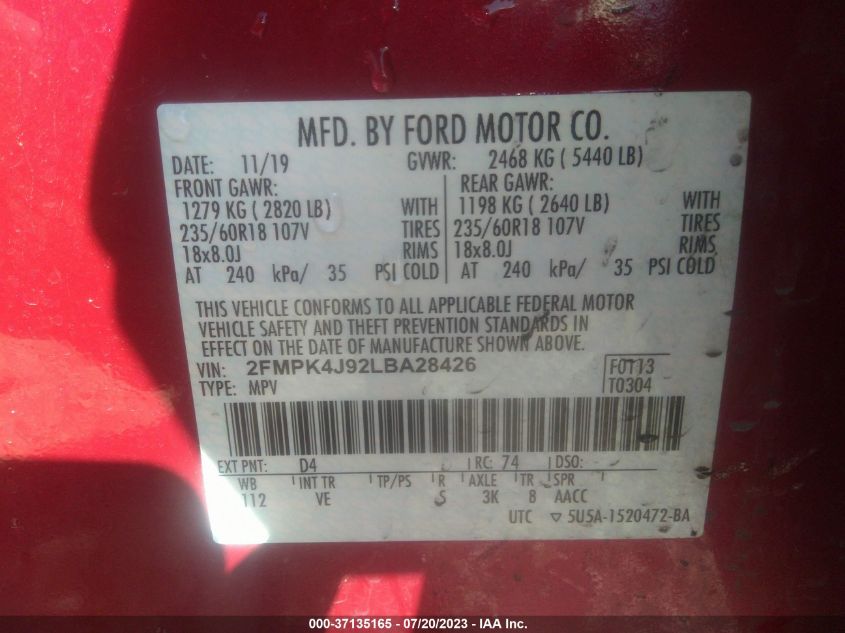 MFD. BY FORD MOTOR CO.
DATE: 11/19 GVWR: 2468 KG ( 5440 LB)
FRONT GAWR: REAR GAWR:
1279 KG ( 2820 LB) WITH 1198 KG ( 2640 LB) WITH
235/60R18 107V TIRES 235/60R18 107V TIRES
18x8.0J RIMS 18x8.0J RIMS
AT 240 kPa/ 35 PSI COLD AT 240 kPa/ 35 PSI COLD
THIS VEHICLE CONFORMS TO ALL APPLICABLE FEDERAL MOTOR
VEHICLE SAFETY AND THEFT PREVENTION STANDARDS IN
EFFECT ON THE DATE OF MANUFACTURE SHOWN ABOVE.
VIN: 2FMPK4J92LBA28426 F0113
TYPE: MPV T0304
EXT PNT: D4 RC: 74 DSO:
WB INT TR TP/PS R AXLE TR SPR
112 VE S 3K 8 AACC
UTC ▽ 5U5A-1520472-BA
000-37135165 - 07/20/2023 - IAA Inc.